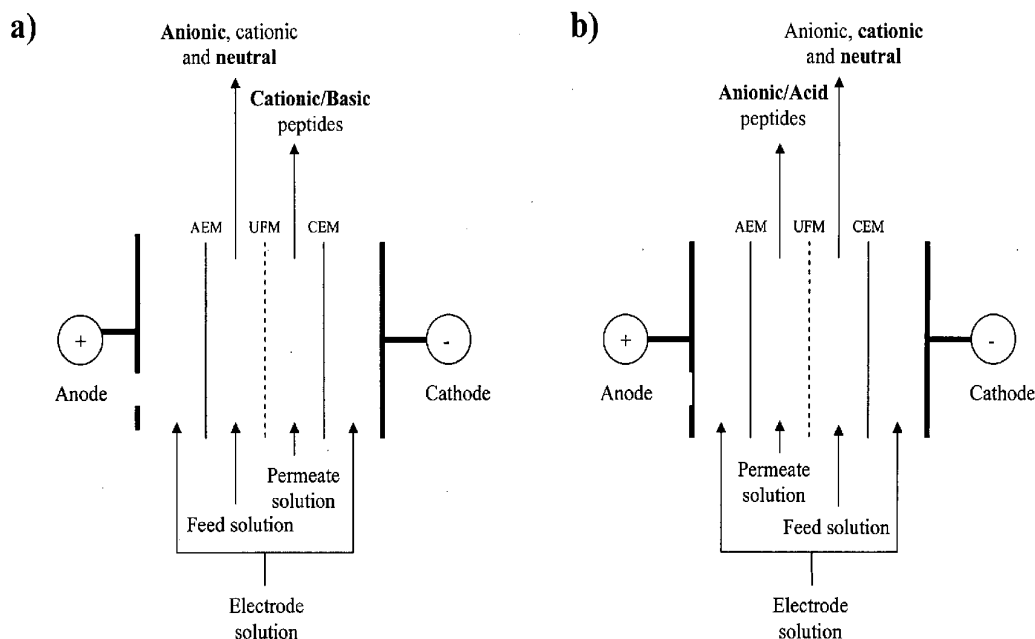 a)
Anionic, cationic
and neutral
Cationic/Basic
peptides
AEM
UFM
CEM
+
Anode
-
Cathode
Permeate
solution
Feed solution
Electrode
solution
b)
Anionic, cationic
and neutral
Anionic/Acid
peptides
AEM
UFM
CEM
+
Anode
-
Cathode
Permeate
solution
Feed solution
Electrode
solution